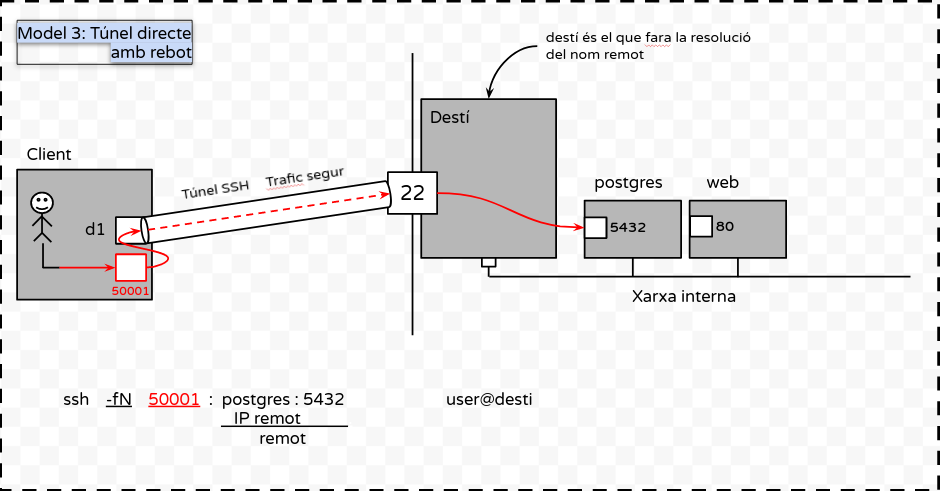 Model 3: Túnel directe
amb rebot
destí és el que fara la resolució
del nom remot
Destí
Client
Túnel SSH Trafic segur
22
postgres web
d1
5432 80
50001
Xarxa interna
ssh -fN 50001 : postgres : 5432 user@desti
IP remot
remot